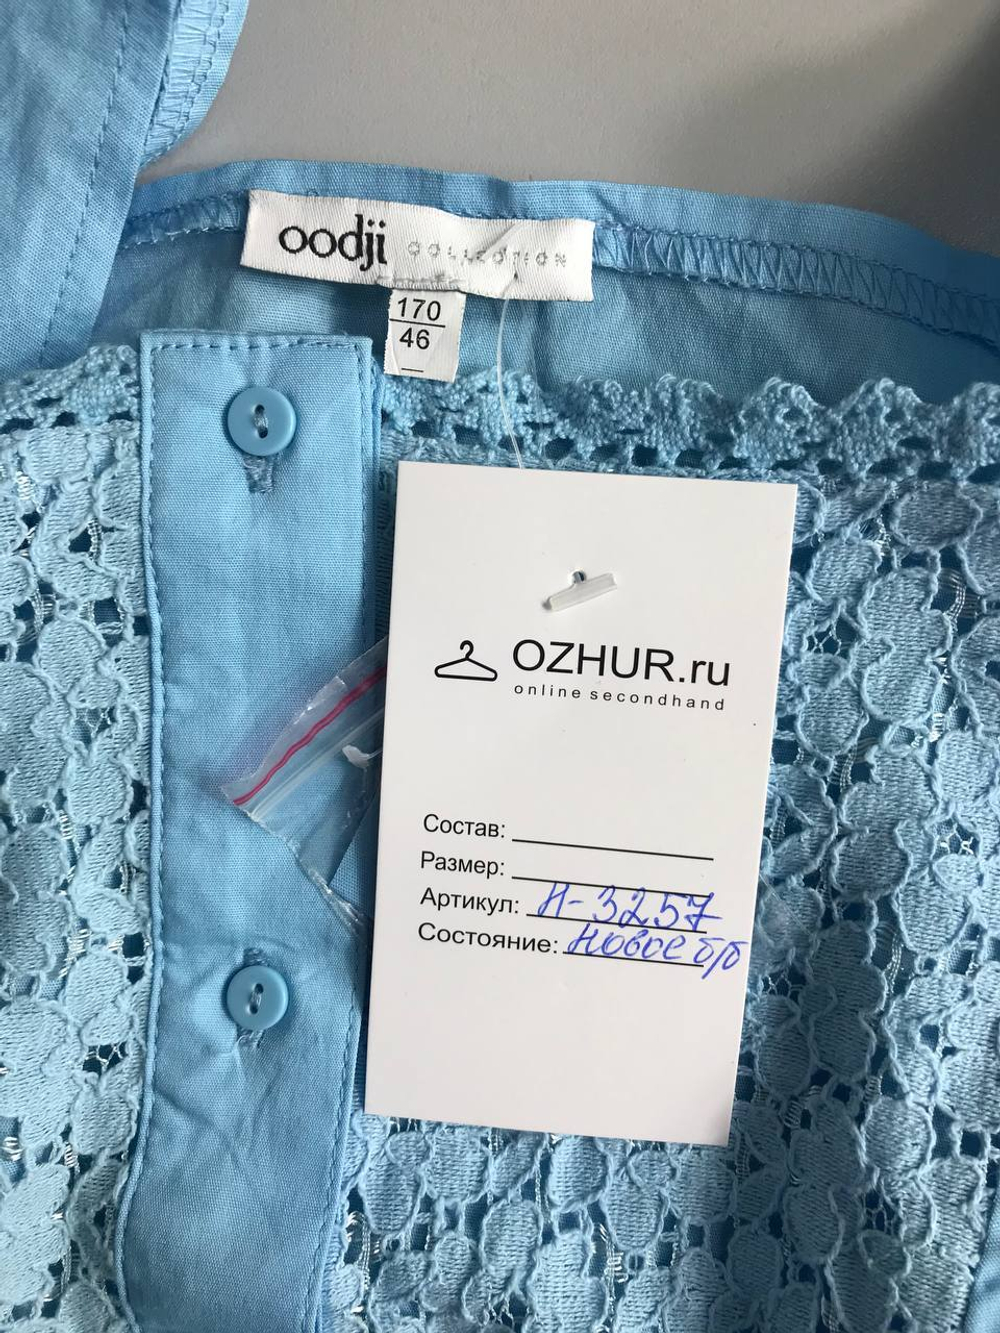 oodji COLLECTION
170
46
OZHUR.ru
online secondhand
Состав:
Размер:
Артикул: Н-3257
Состояние: Новое б/б